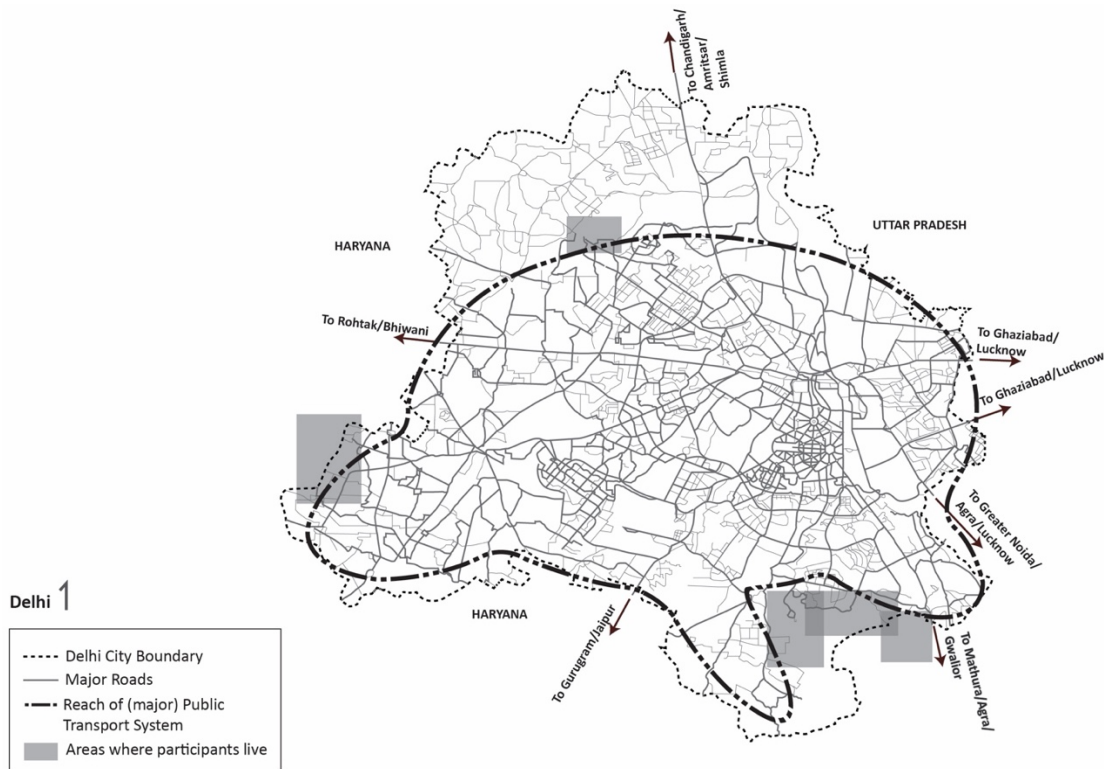 To Chandigarh/
Amritsar/
Shimla
UTTAR PRADESH
HARYANA
To Rohtak/Bhiwani
To Ghaziabad/
Lucknow
To Ghaziabad/Lucknow
To Greater Noida/
Agra/Lucknow
HARYANA
To Gurugram/Jaipur
To Mathura/Agra/
Gwalior
Delhi 1
Delhi City Boundary
Major Roads
Reach of (major) Public
Transport System
Areas where participants live